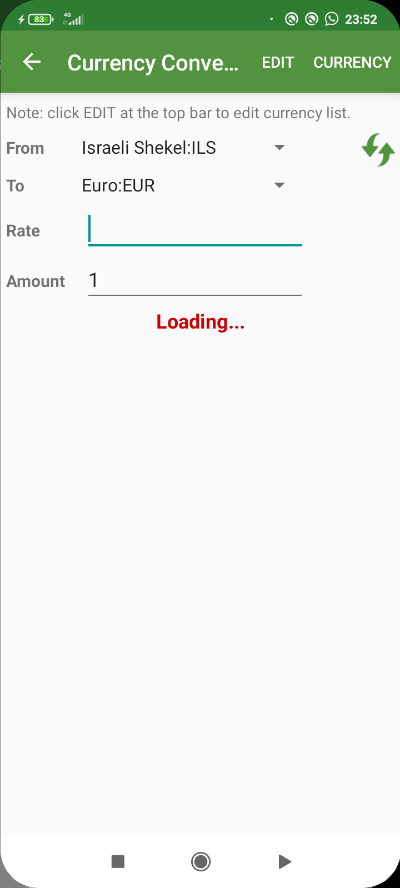 83
4G
23:52
Currency Conve...
EDIT
CURRENCY
Note: click EDIT at the top bar to edit currency list.
From
Israeli Shekel:ILS
To
Euro:EUR
Rate
Amount
1
Loading...